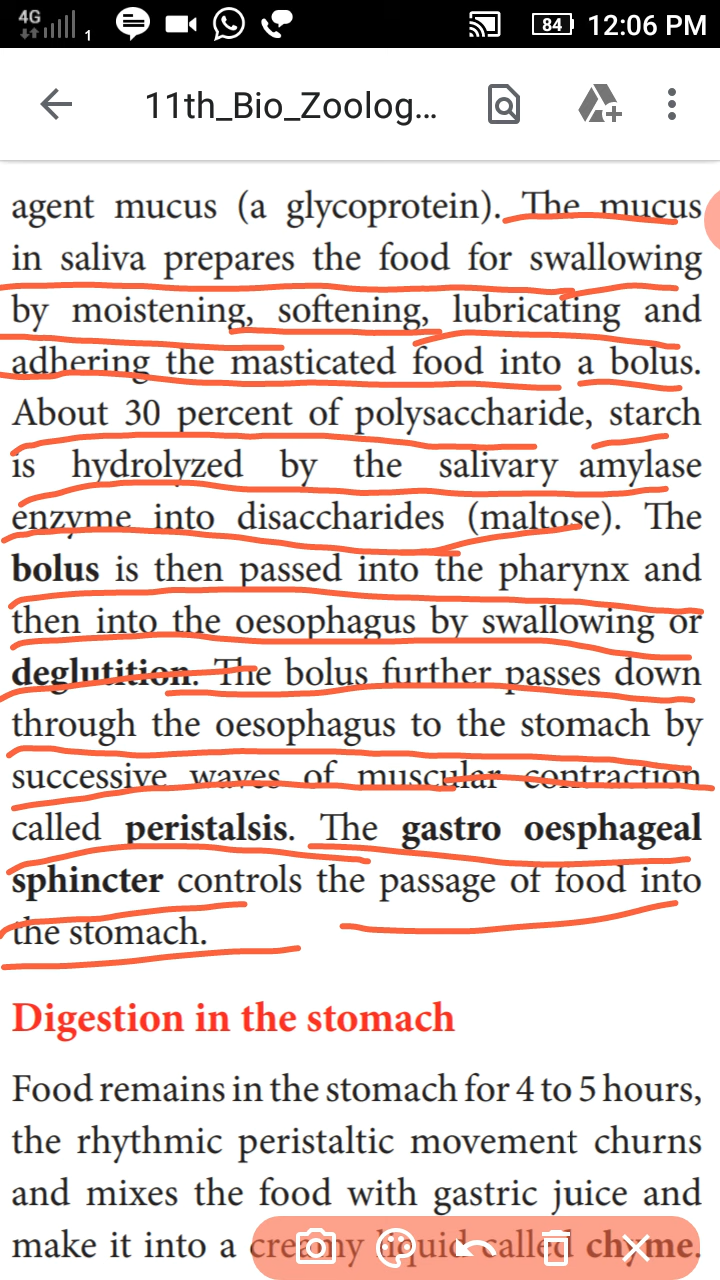 4G 1 84 12:06 PM
11th_Bio_Zoolog...
agent mucus (a glycoprotein). The mucus
in saliva prepares the food for swallowing
by moistening, softening, lubricating and
adhering the masticated food into a bolus.
About 30 percent of polysaccharide, starch
is hydrolyzed by the salivary amylase
enzyme into disaccharides (maltose). The
bolus is then passed into the pharynx and
then into the oesophagus by swallowing or
deglutition. The bolus further passes down
through the oesophagus to the stomach by
successive waves of muscular contraction
called peristalsis. The gastro oesphageal
sphincter controls the passage of food into
the stomach.
Digestion in the stomach
Food remains in the stomach for 4 to 5 hours,
the rhythmic peristaltic movement churns
and mixes the food with gastric juice and
make it into a creamy liquid called chyme.